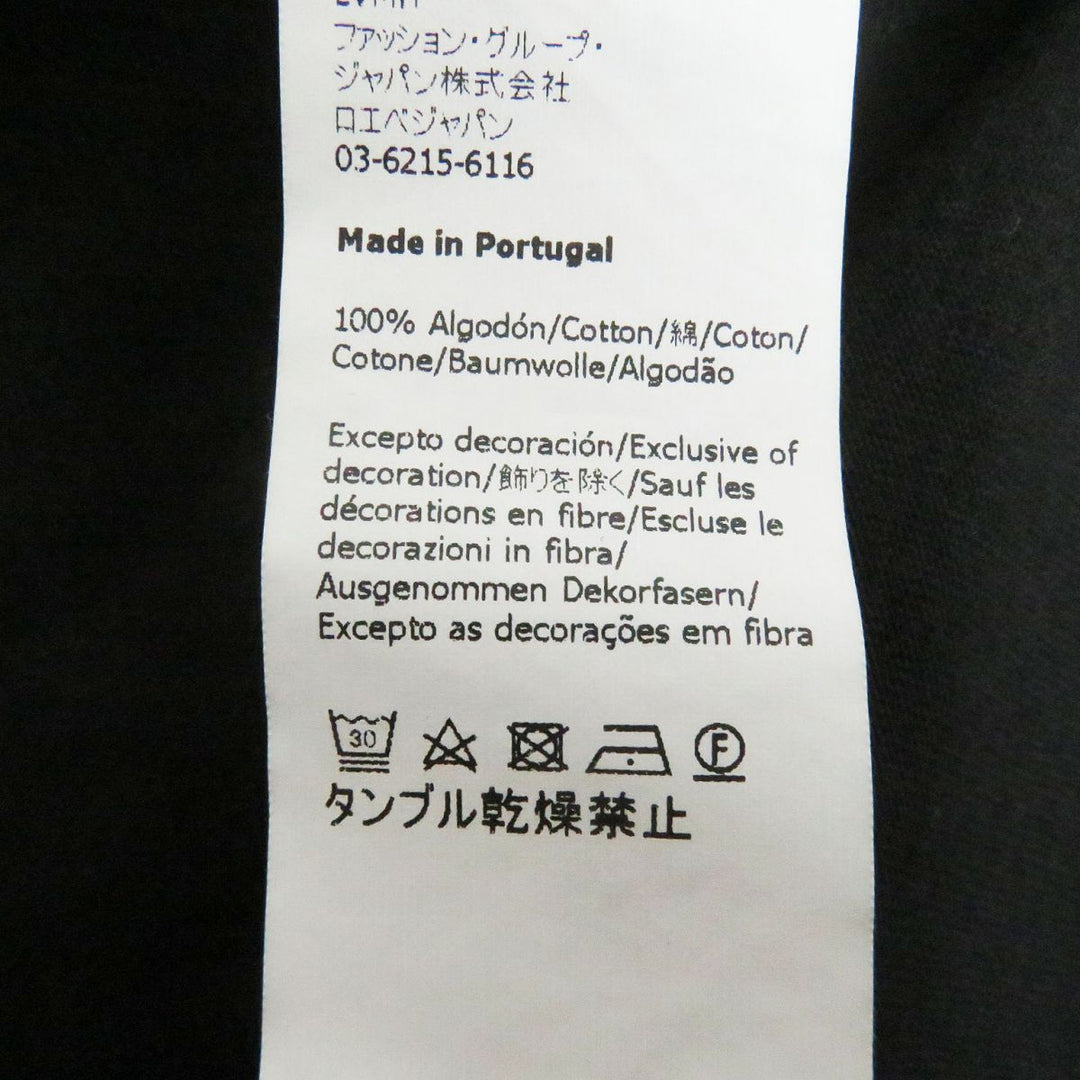 ファッション・グループ・
ジャパン株式会社
ロエベジャパン
03-6215-6116
Made in Portugal
100% Algodón/Cotton/綿/Coton/
Cotone/Baumwolle/Algodão
Excepto decoración/Exclusive of
decoration/飾りを除く/Sauf les
décorations en fibre/Escluse le
decorazioni in fibra/
Ausgenommen Dekorfasern/
Excepto as decorações em fibra
30 F
タンブル乾燥禁止